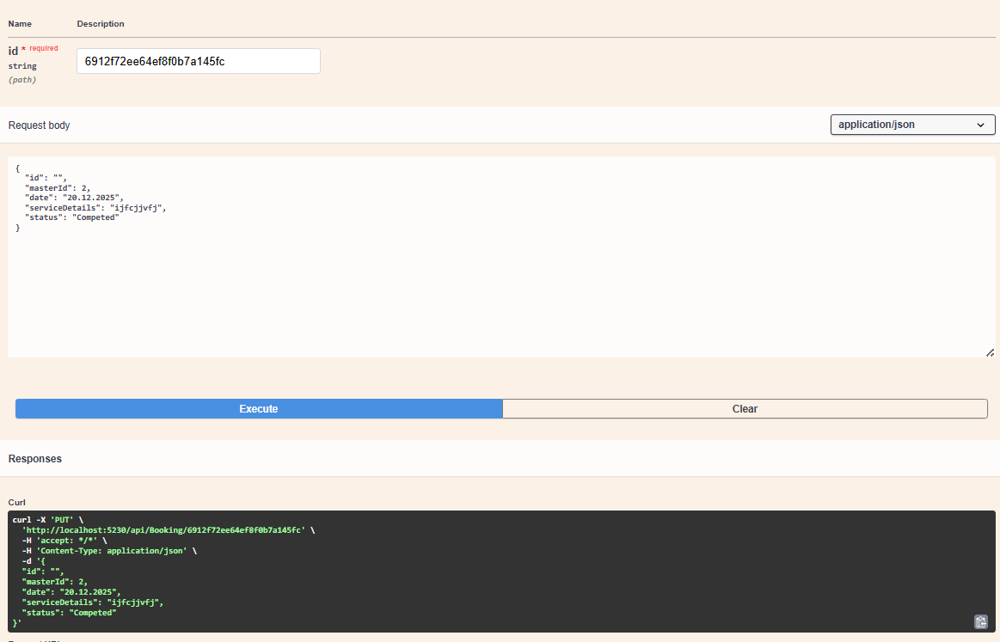 Name Description
id * required
string
(path)
6912f72ee64ef8f0b7a145fc
Request body
application/json
{
"id": "",
"masterId": 2,
"date": "20.12.2025",
"serviceDetails": "ijfcjjvfj",
"status": "Competed"
}
Execute Clear
Responses
Curl
curl -X 'PUT' \
'http://localhost:5230/api/Booking/6912f72ee64ef8f0b7a145fc' \
-H 'accept: */*' \
-H 'Content-Type: application/json' \
-d '{
"id": "",
"masterId": 2,
"date": "20.12.2025",
"serviceDetails": "ijfcjjvfj",
"status": "Competed"
}'